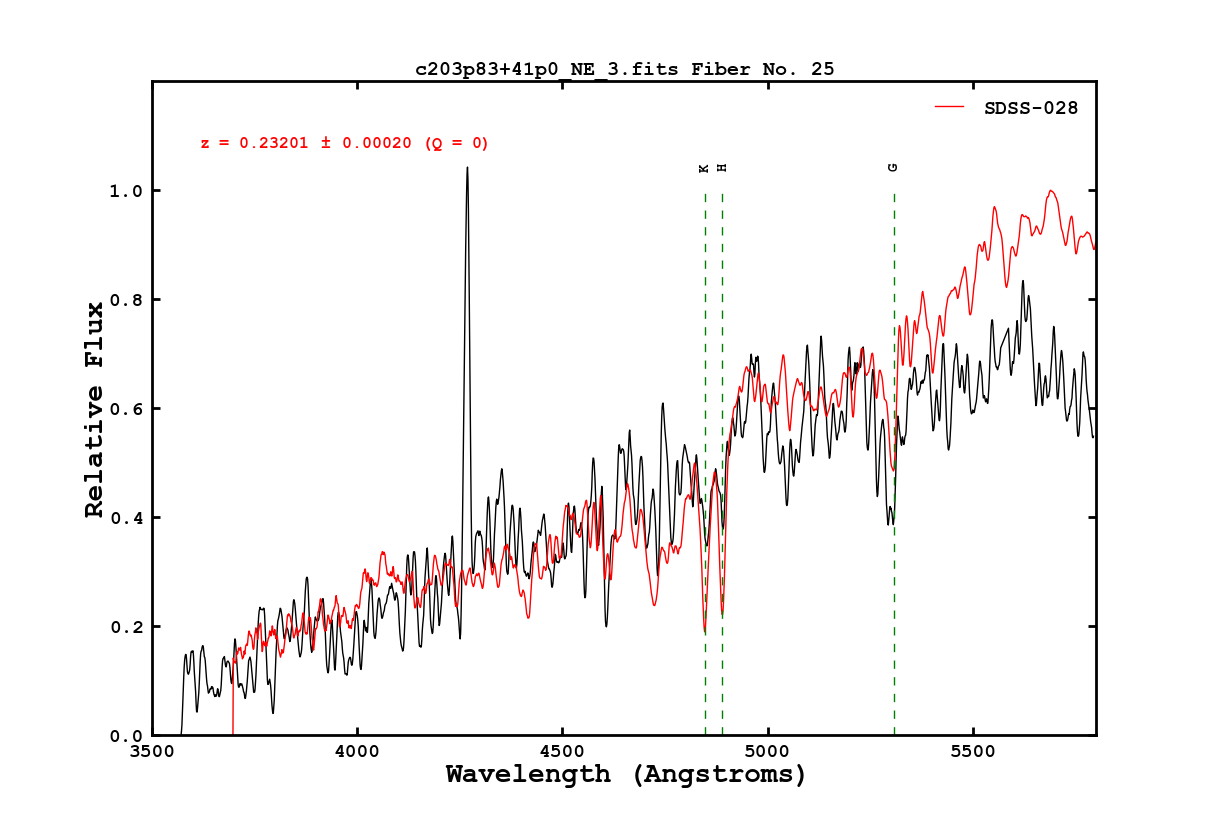 c203p83+41p0_NE_3.fits Fiber No. 25
SDSS-028
z = 0.23201 ± 0.00020 (Q = 0)
K H G
1.0
0.8
0.6
0.4
0.2
0.0
Relative Flux
3500 4000 4500 5000 5500
Wavelength (Angstroms)